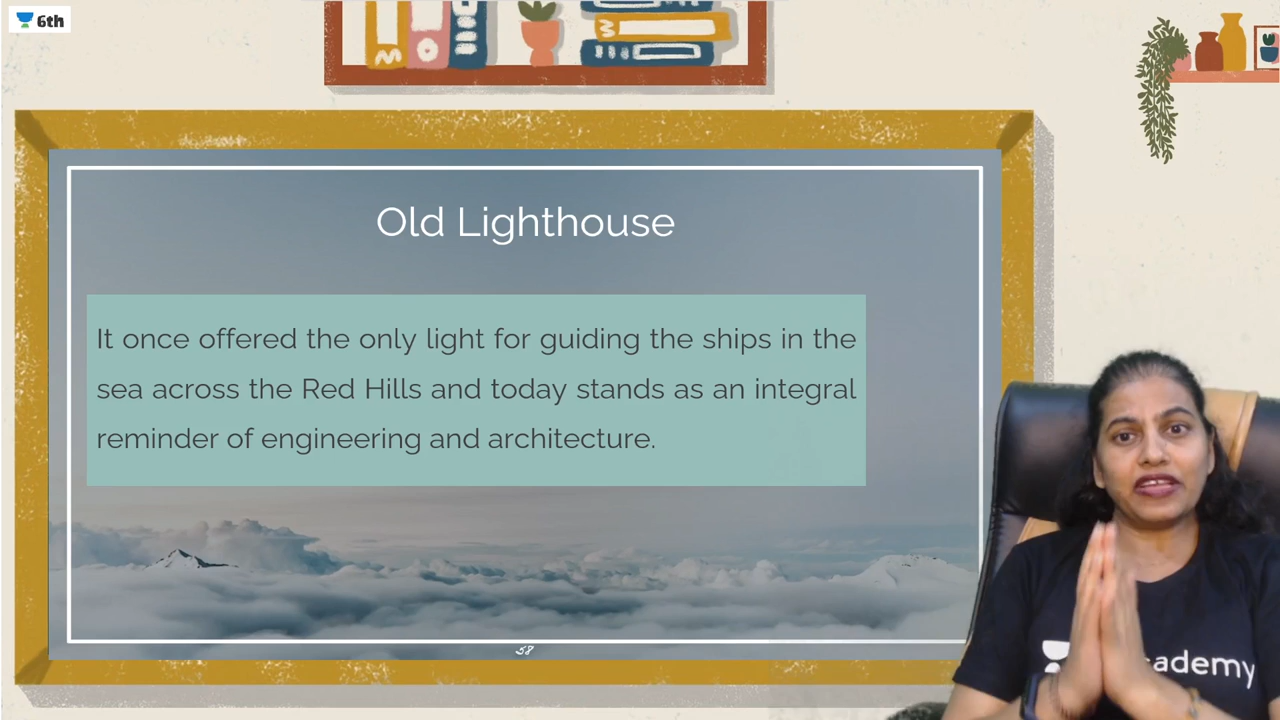 6th
Old Lighthouse
It once offered the only light for guiding the ships in the
sea across the Red Hills and today stands as an integral
reminder of engineering and architecture.
58
ademy